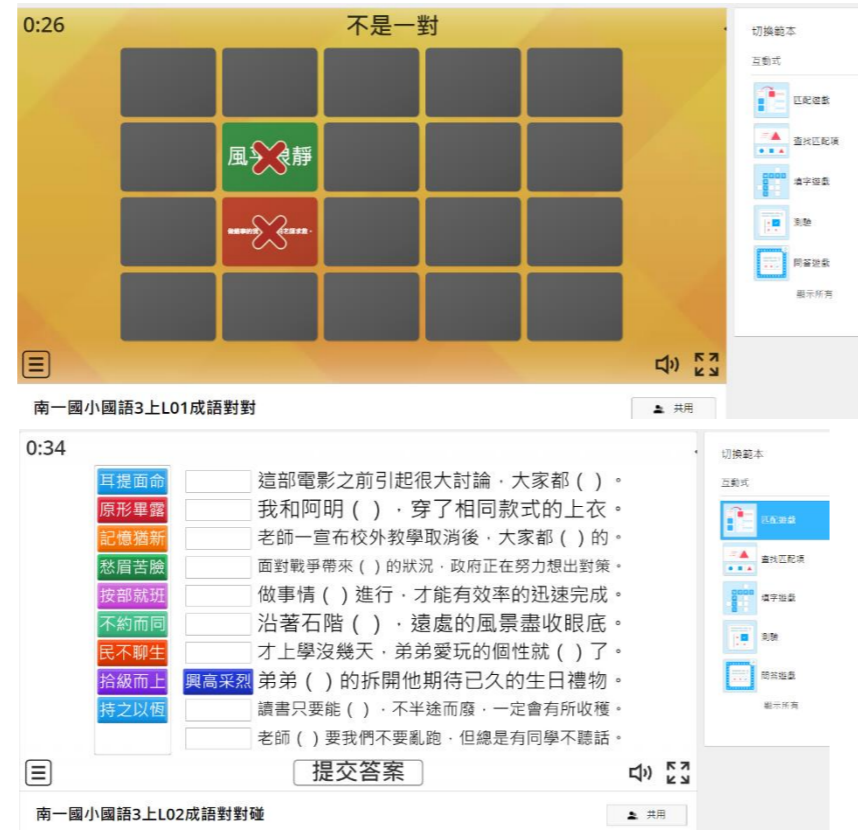 0:26
不是一對
切換範本
互動式
匹配遊戲
查找匹配項
填字遊戲
測驗
問答遊戲
顯示所有
共用
南一國小國語3上L01成語對對
0:34
切換範本
互動式
耳提面命 這部電影之前引起很大討論，大家都( )。
原形畢露 我和阿明( )，穿了相同款式的上衣。
記憶猶新 老師一宣布校外教學取消後，大家都( )的。
愁眉苦臉 面對戰爭帶來( )的狀況，政府正在努力想出對策。
按部就班 做事情( )進行，才能有效率的迅速完成。
不約而同 沿著石階( )，遠處的風景盡收眼底。
民不聊生 才上學沒幾天，弟弟愛玩的個性就( )了。
拾級而上 興高采烈 弟弟( )的拆開他期待已久的生日禮物。
持之以恆 讀書只要能( )，不半途而廢，一定會有所收穫。
老師( )要我們不要亂跑，但總是有同學不聽話。
匹配遊戲
查找匹配項
填字遊戲
測驗
問答遊戲
顯示所有
提交答案
南一國小國語3上L02成語對對碰
共用